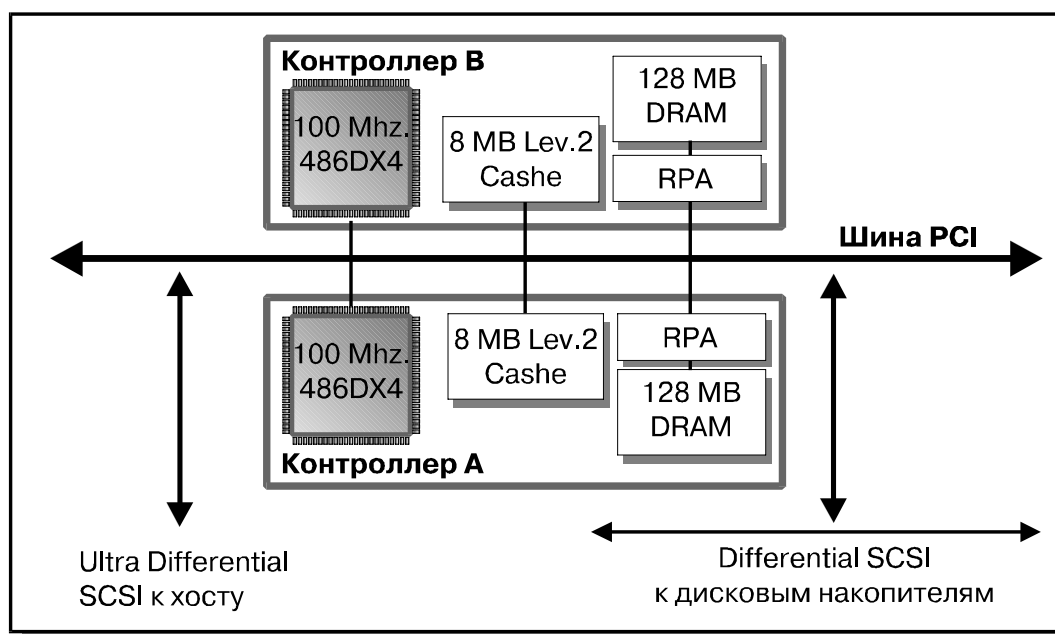 Контроллер B
100 Mhz.
486DX4
8 MB Lev.2
Cashe
128 MB
DRAM
RPA
Шина PCI
100 Mhz.
486DX4
8 MB Lev.2
Cashe
RPA
128 MB
DRAM
Контроллер A
Ultra Differential
SCSI к хосту
Differential SCSI
к дисковым накопителям